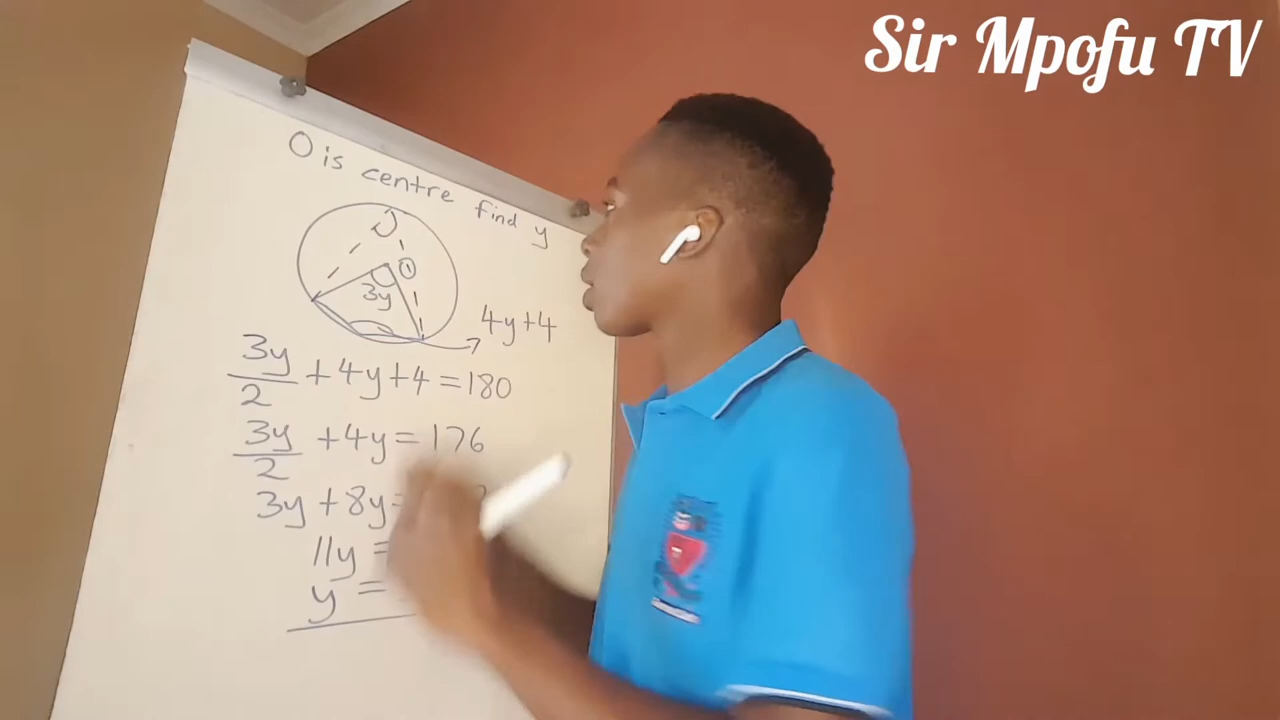 Sir Mpofu TV
O is centre find y
O
3y
4y+4
3y/2 + 4y+4 = 180
3y/2 + 4y = 176
3y + 8y =
11y =
y =